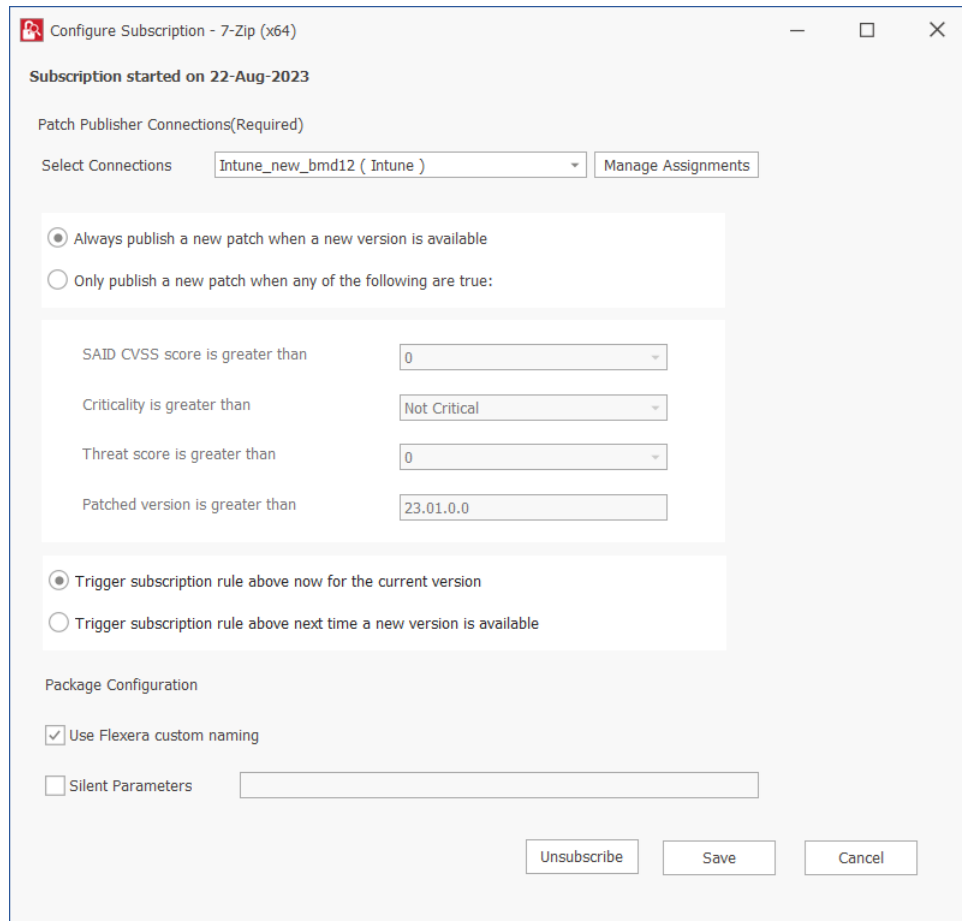 Configure Subscription - 7-Zip (x64)
Subscription started on 22-Aug-2023
Patch Publisher Connections(Required)
Select Connections Intune_new_bmd12 ( Intune ) Manage Assignments
Always publish a new patch when a new version is available
Only publish a new patch when any of the following are true:
SAID CVSS score is greater than 0
Criticality is greater than Not Critical
Threat score is greater than 0
Patched version is greater than 23.01.0.0
Trigger subscription rule above now for the current version
Trigger subscription rule above next time a new version is available
Package Configuration
Use Flexera custom naming
Silent Parameters
Unsubscribe Save Cancel